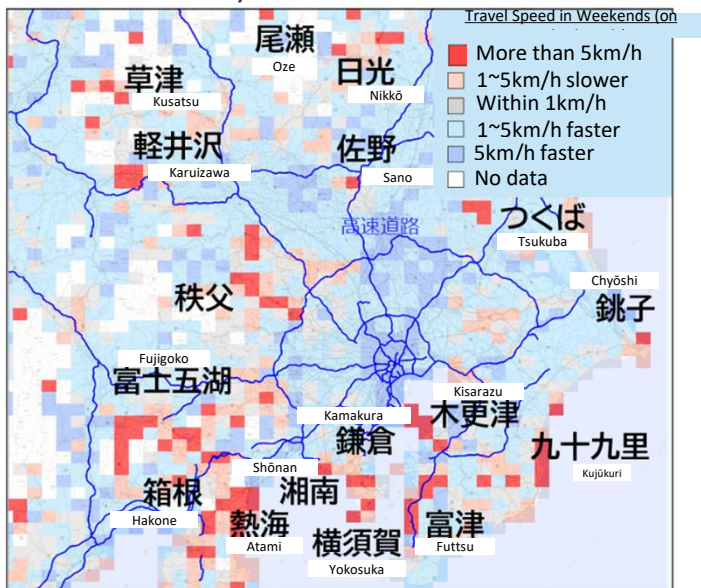 Travel Speed in Weekends (on
More than 5km/h
1~5km/h slower
Within 1km/h
1~5km/h faster
5km/h faster
No data
尾瀬
Oze
日光
Nikkō
草津
Kusatsu
軽井沢
Karuizawa
佐野
Sano
高速道路
つくば
Tsukuba
Chyōshi
銚子
秩父
Fujigoko
富士五湖
Kisarazu
木更津
Kamakura
鎌倉
九十九里
Kujūkuri
Shōnan
湘南
箱根
Hakone
熱海
Atami
横須賀
Yokosuka
富津
Futtsu